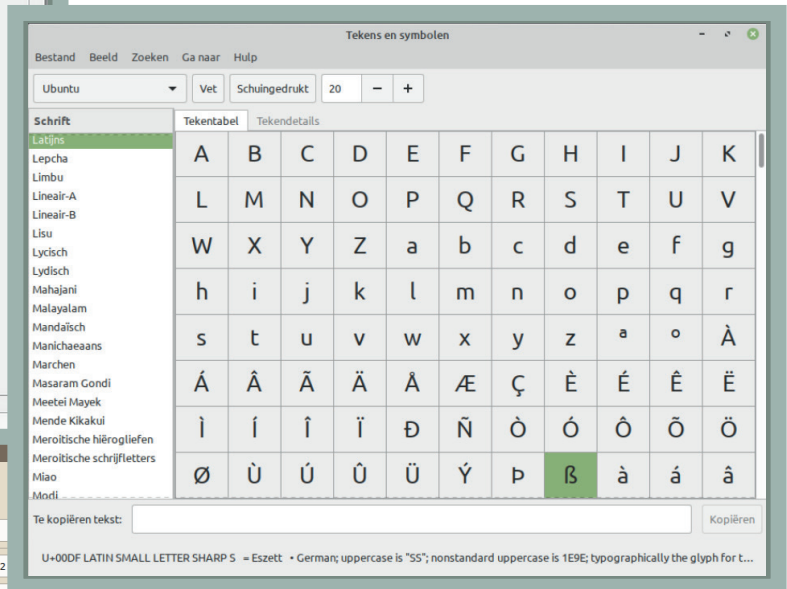 Tekens en symbolen
Bestand Beeld Zoeken Ga naar Hulp
Ubuntu Vet Schuingedrukt 20 − +
Schrift
Latijns
Lepcha
Limbu
Lineair-A
Lineair-B
Lisu
Lycisch
Lydisch
Mahajani
Malayalam
Mandaïsch
Manichaeaans
Marchen
Masaram Gondi
Meetei Mayek
Mende Kikakui
Meroitische hiërogliefen
Meroitische schrijfletters
Miao
Modi
Tekentabel Tekendetails
A B C D E F G H I J K
L M N O P Q R S T U V
W X Y Z a b c d e f g
h i j k l m n o p q r
s t u v w x y z ª º À
Á Â Ã Ä Å Æ Ç È É Ê Ë
Ì Í Î Ï Ð Ñ Ò Ó Ô Õ Ö
Ø Ù Ú Û Ü Ý Þ ß à á â
Te kopiëren tekst: Kopiëren
U+00DF LATIN SMALL LETTER SHARP S = Eszett • German; uppercase is "SS"; nonstandard uppercase is 1E9E; typographically the glyph for t...
2